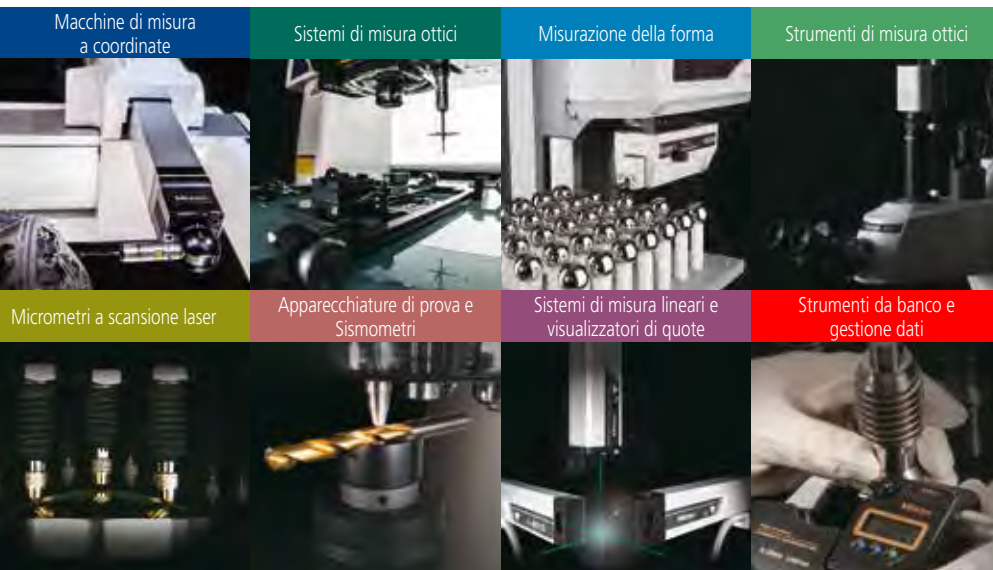 Macchine di misura
a coordinate
Sistemi di misura ottici
Misurazione della forma
Strumenti di misura ottici
Micrometri a scansione laser
Apparecchiature di prova e
Sismometri
Sistemi di misura lineari e
visualizzatori di quote
Strumenti da banco e
gestione dati